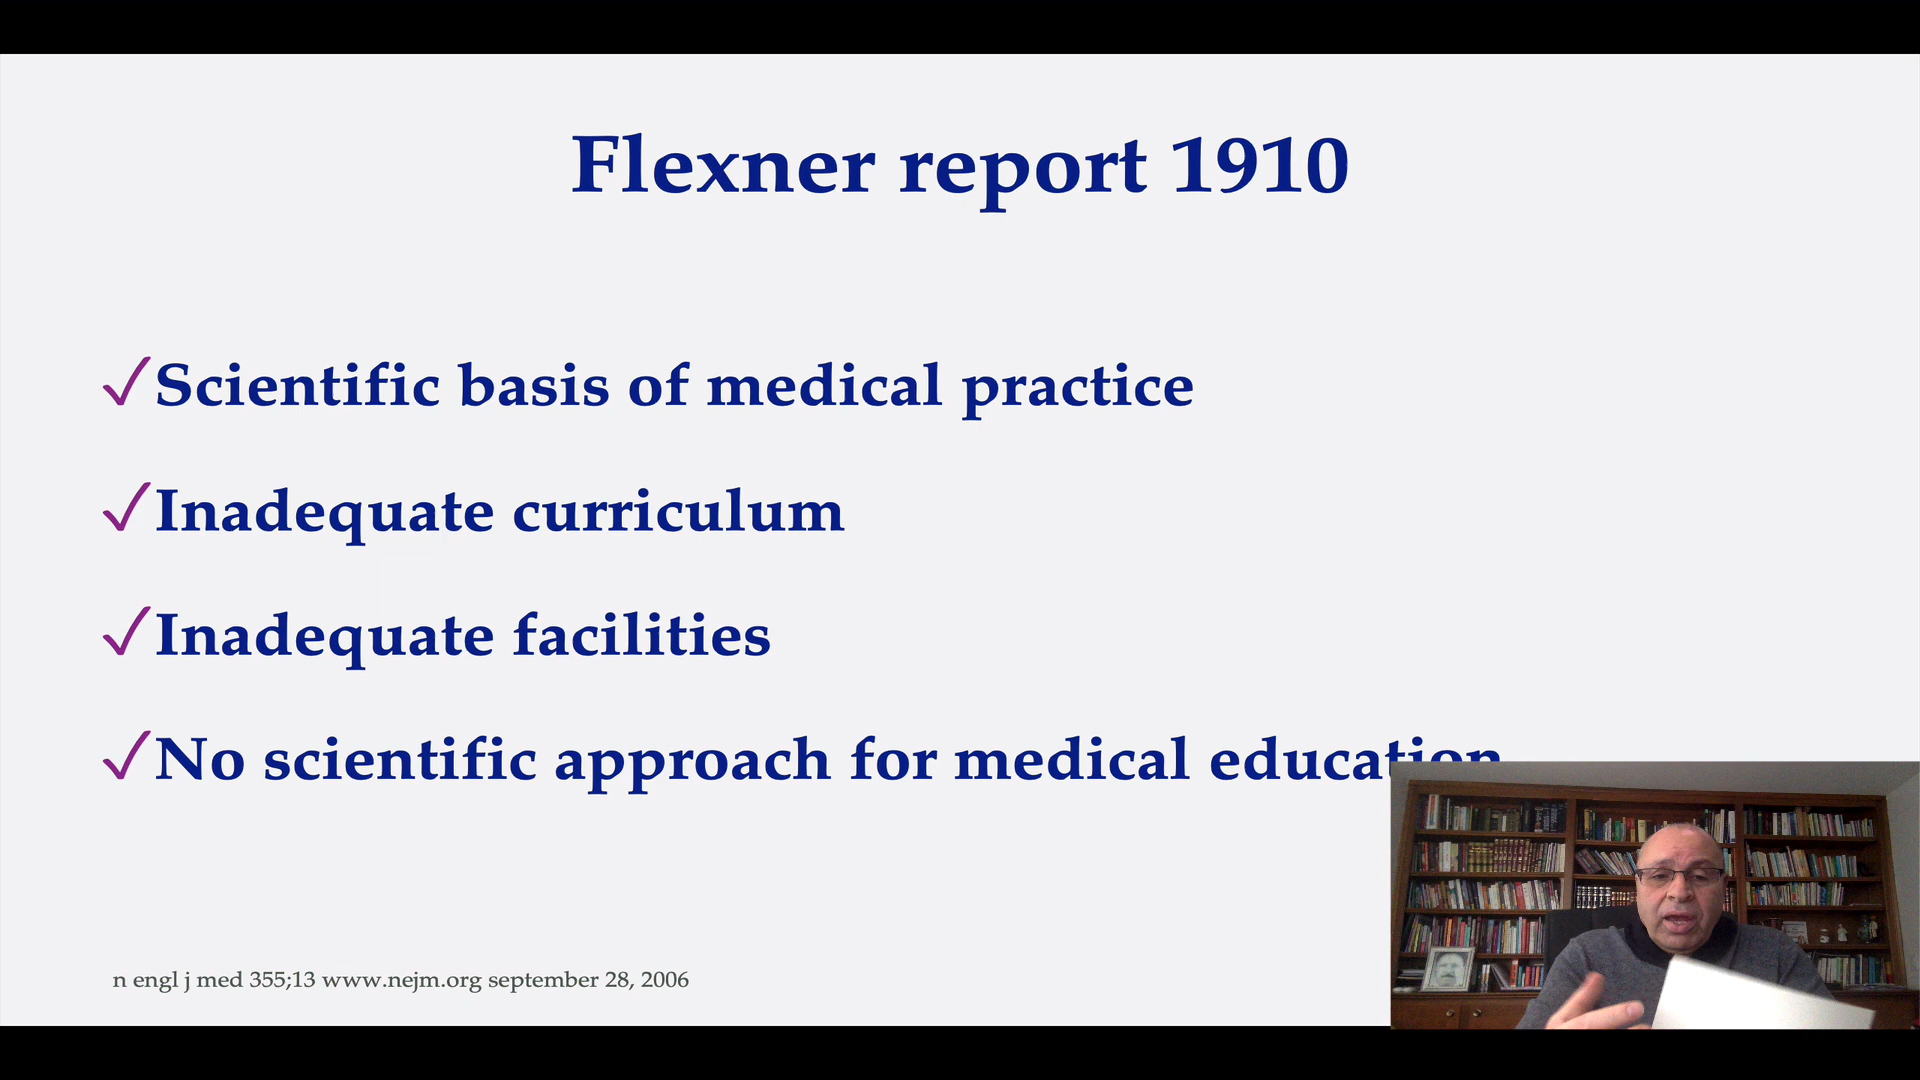 Flexner report 1910
✓Scientific basis of medical practice
✓Inadequate curriculum
✓Inadequate facilities
✓No scientific approach for medical education
n engl j med 355;13 www.nejm.org september 28, 2006